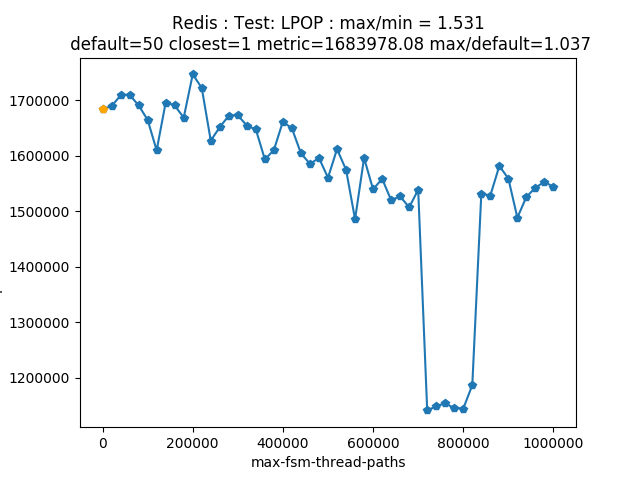 Redis : Test: LPOP : max/min = 1.531
default=50 closest=1 metric=1683978.08 max/default=1.037
1700000
1600000
1500000
1400000
1300000
1200000
0 200000 400000 600000 800000 1000000
max-fsm-thread-paths